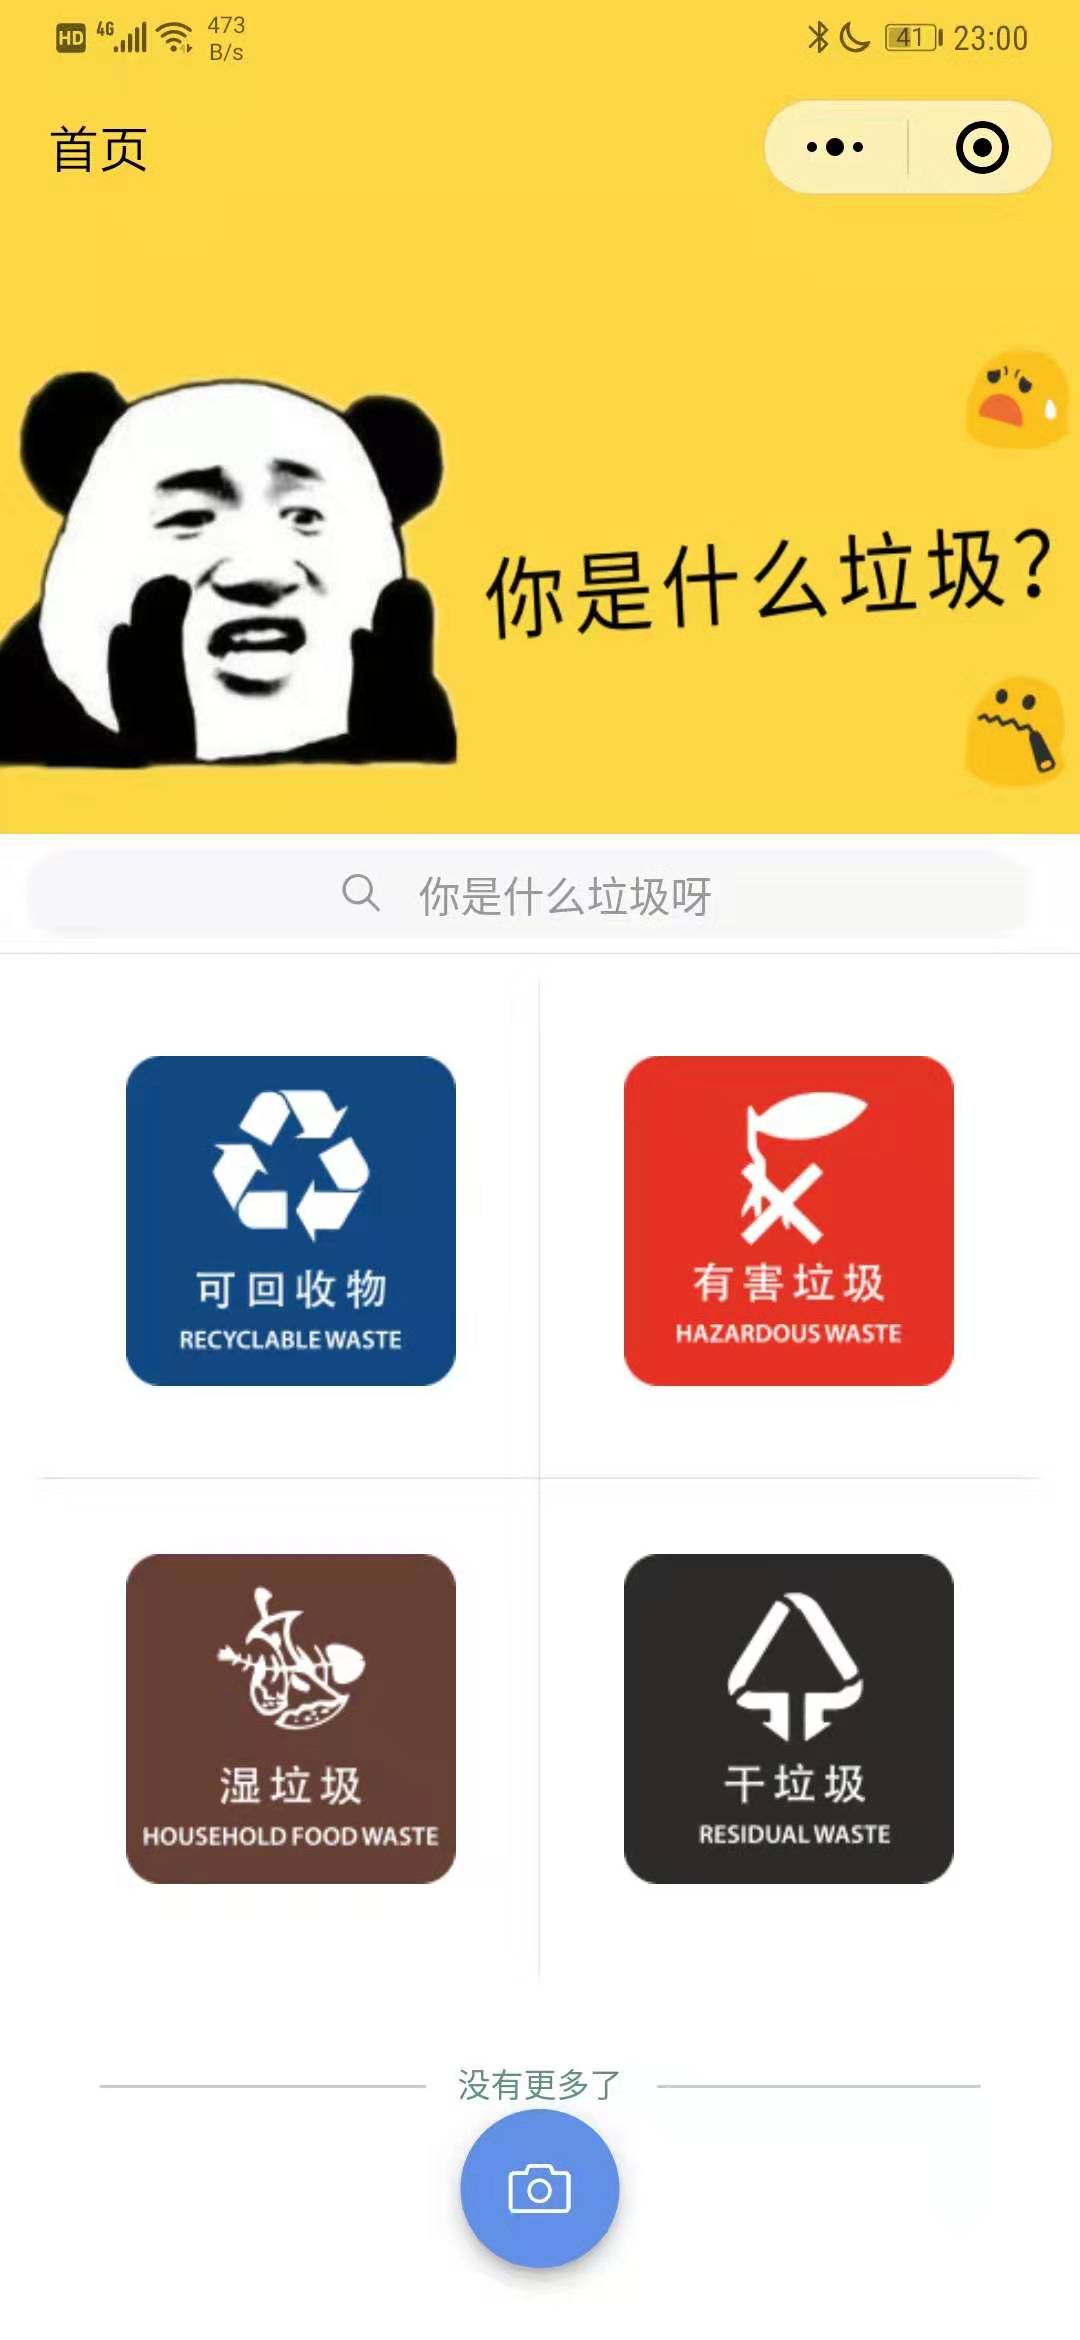 HD 4G 473 B/s 41 23:00
首页
你是什么垃圾？
你是什么垃圾呀
可回收物
RECYCLABLE WASTE
有害垃圾
HAZARDOUS WASTE
湿垃圾
HOUSEHOLD FOOD WASTE
干垃圾
RESIDUAL WASTE
没有更多了